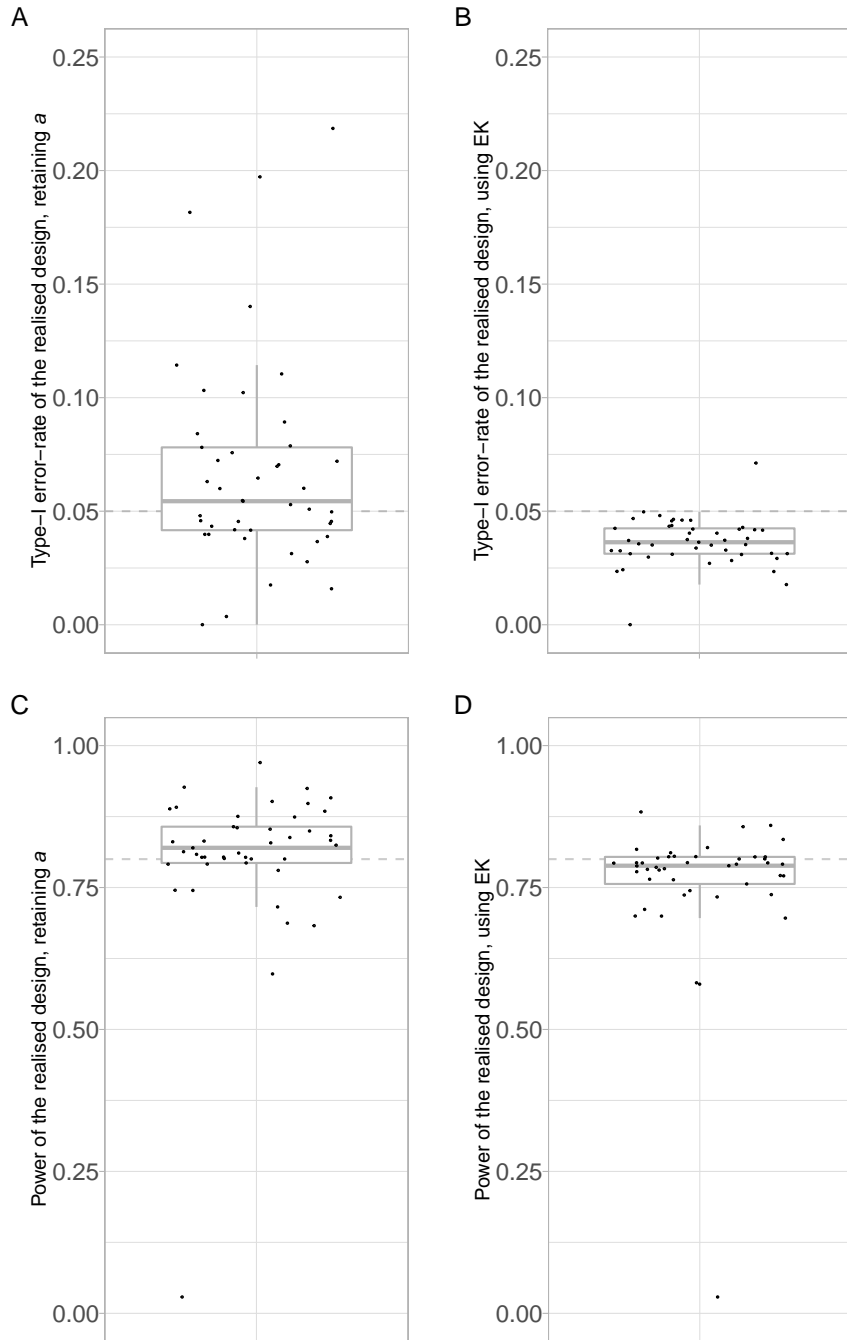 A
Type−I error−rate of the realised design, retaining a
0.25
0.20
0.15
0.10
0.05
0.00
B
Type−I error−rate of the realised design, using EK
0.25
0.20
0.15
0.10
0.05
0.00
C
Power of the realised design, retaining a
1.00
0.75
0.50
0.25
0.00
D
Power of the realised design, using EK
1.00
0.75
0.50
0.25
0.00